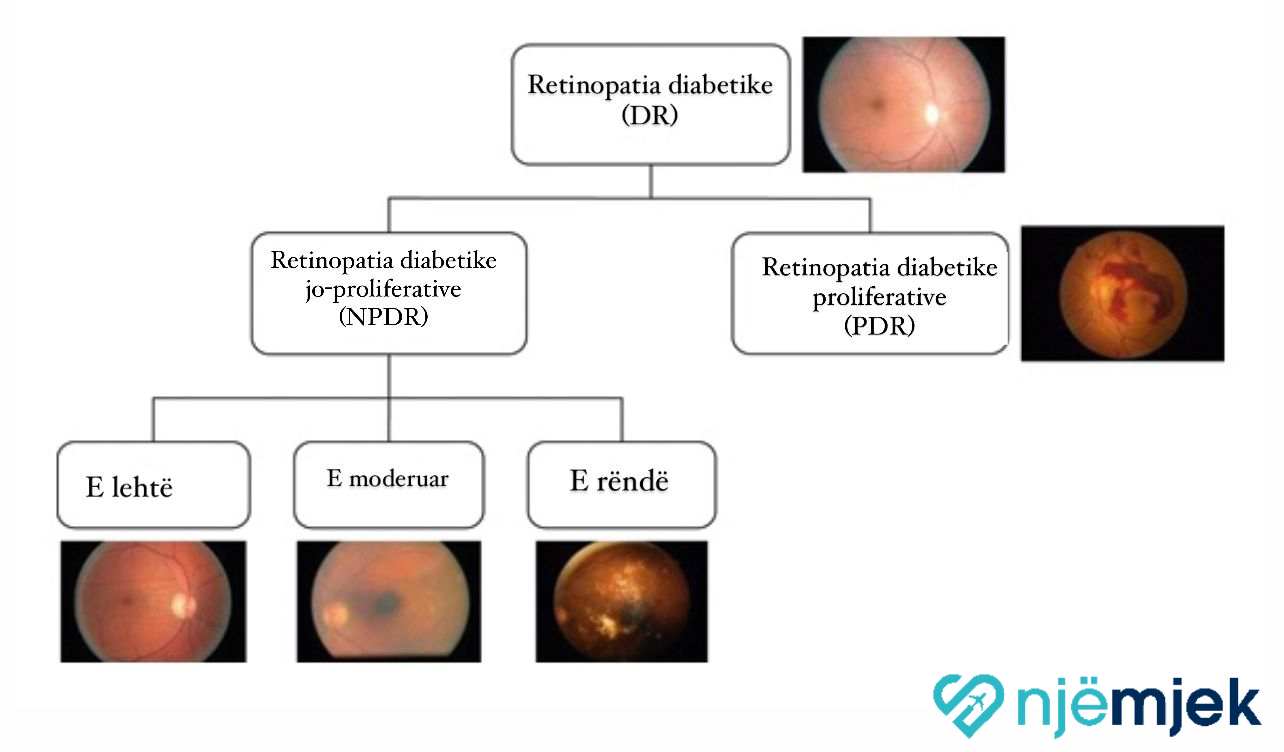 Retinopatia diabetike
(DR)
Retinopatia diabetike
jo-proliferative
(NPDR)
Retinopatia diabetike
proliferative
(PDR)
E lehtë
E moderuar
E rëndë
njëmjek